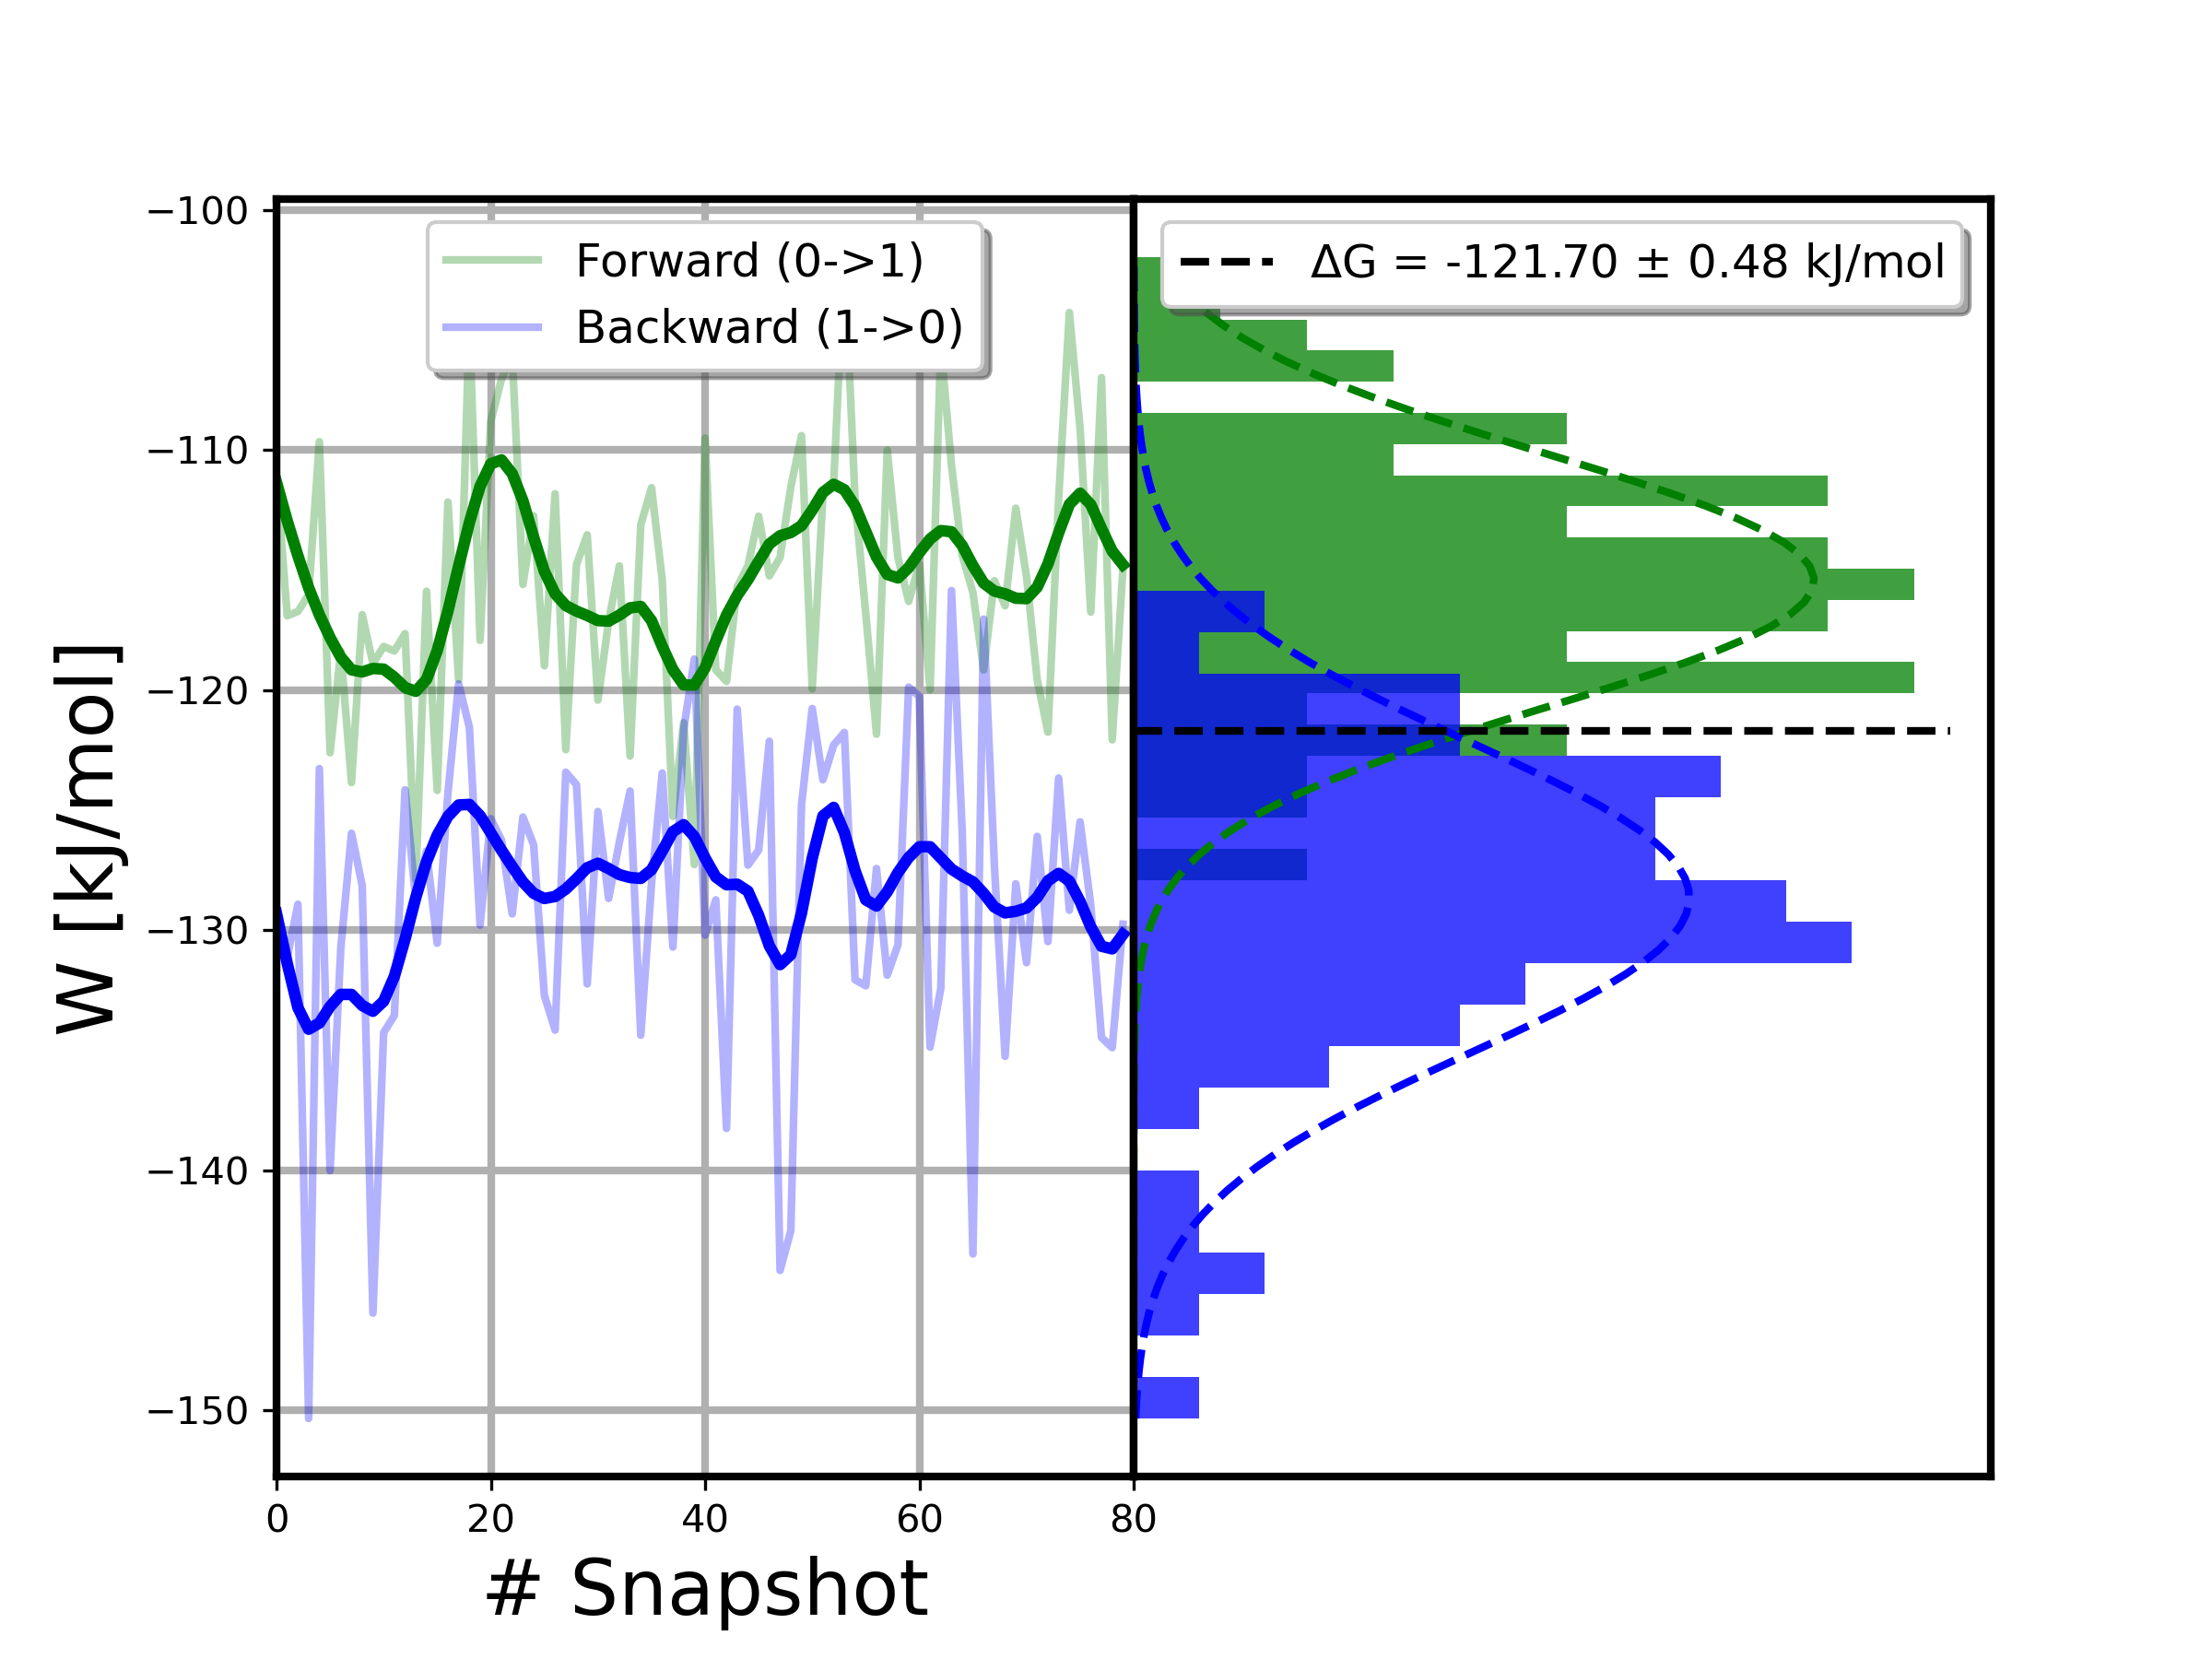 Forward (0->1)
Backward (1->0)
ΔG = -121.70 ± 0.48 kJ/mol
W [kJ/mol]
−100
−110
−120
−130
−140
−150
0 20 40 60 80
# Snapshot